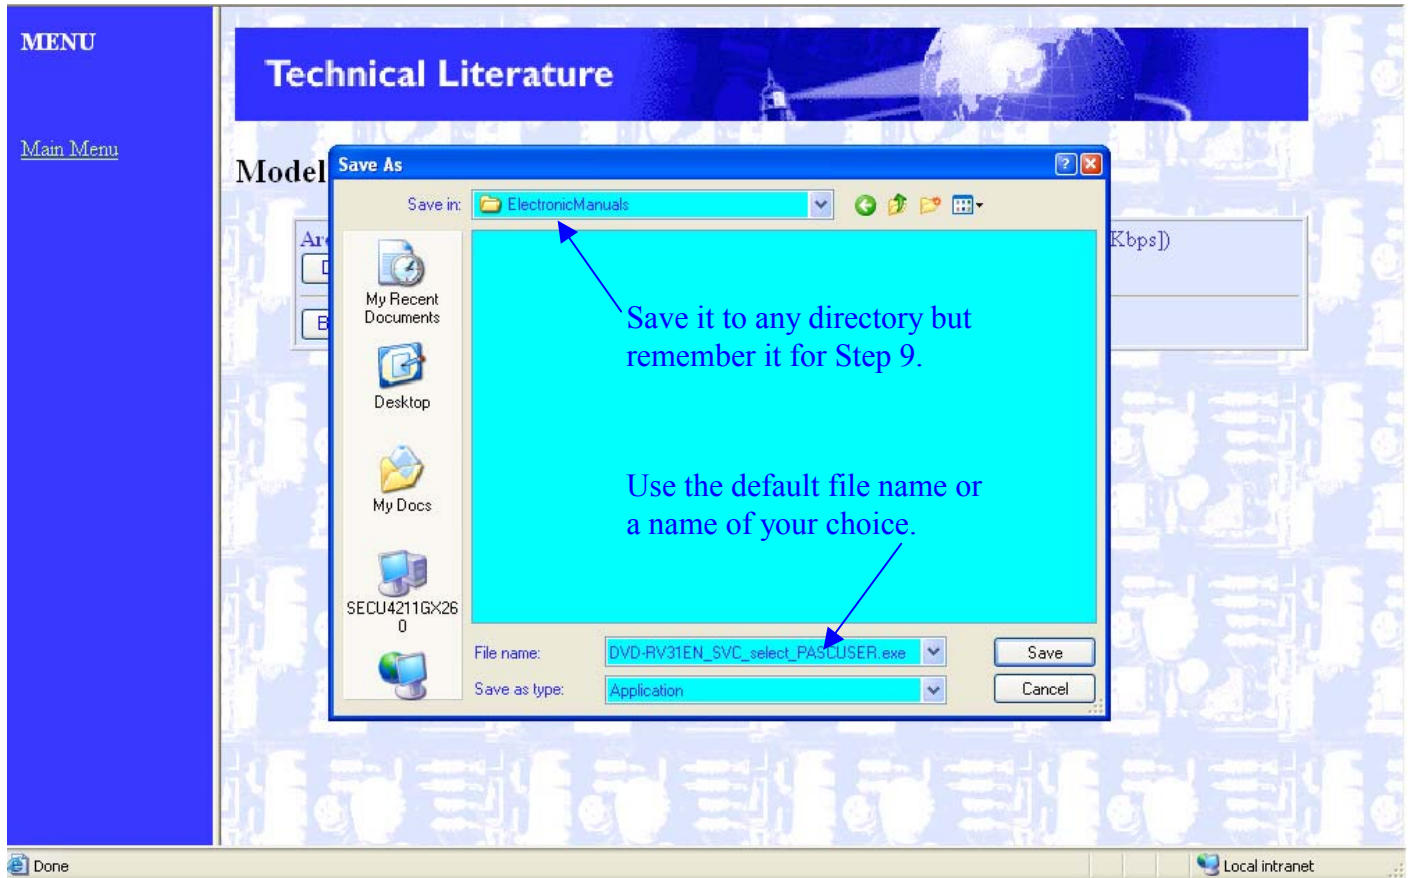 MENU
Technical Literature
Main Menu
Model
Save As
Save in:
ElectronicManuals
Kbps])
My Recent
Documents
Save it to any directory but
remember it for Step 9.
Desktop
My Docs
Use the default file name or
a name of your choice.
SECU4211GX26
0
File name:
DVD-RV31EN_SVC_select_PASCUSER.exe
Save
Save as type:
Application
Cancel
Done
Local intranet